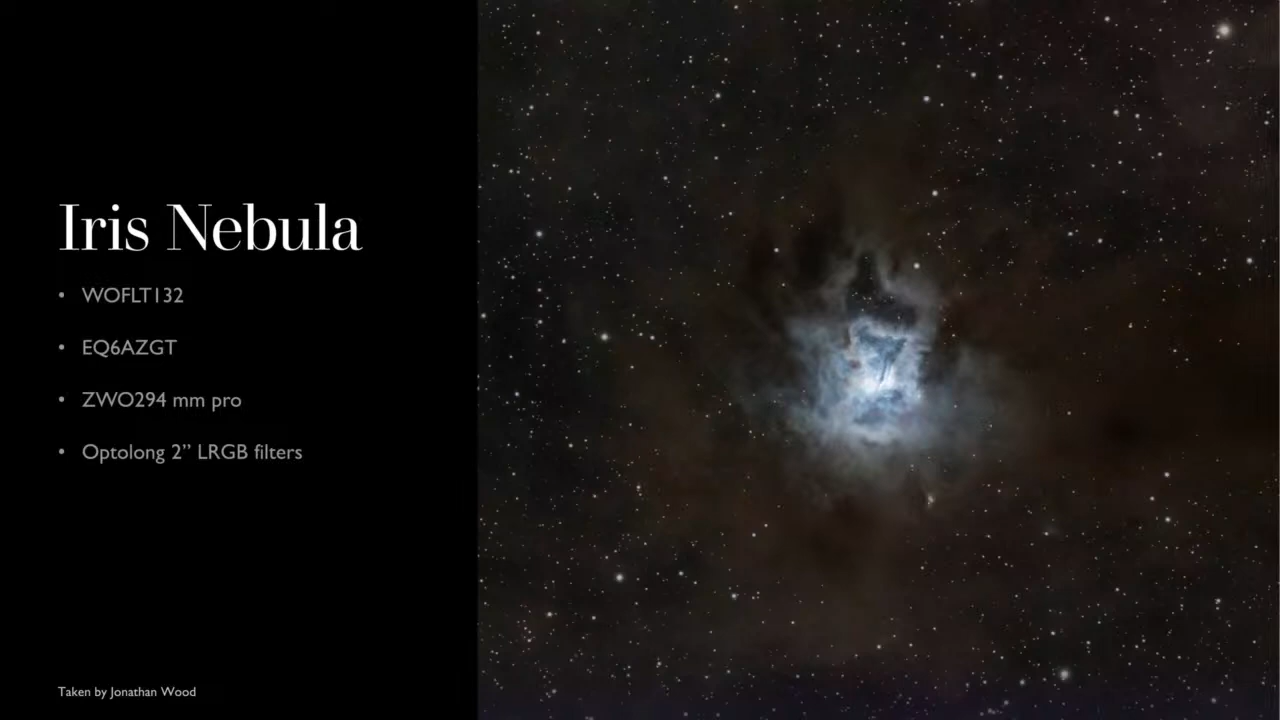 Iris Nebula
• WOFLT132
• EQ6AZGT
• ZWO294 mm pro
• Optolong 2” LRGB filters
Taken by Jonathan Wood